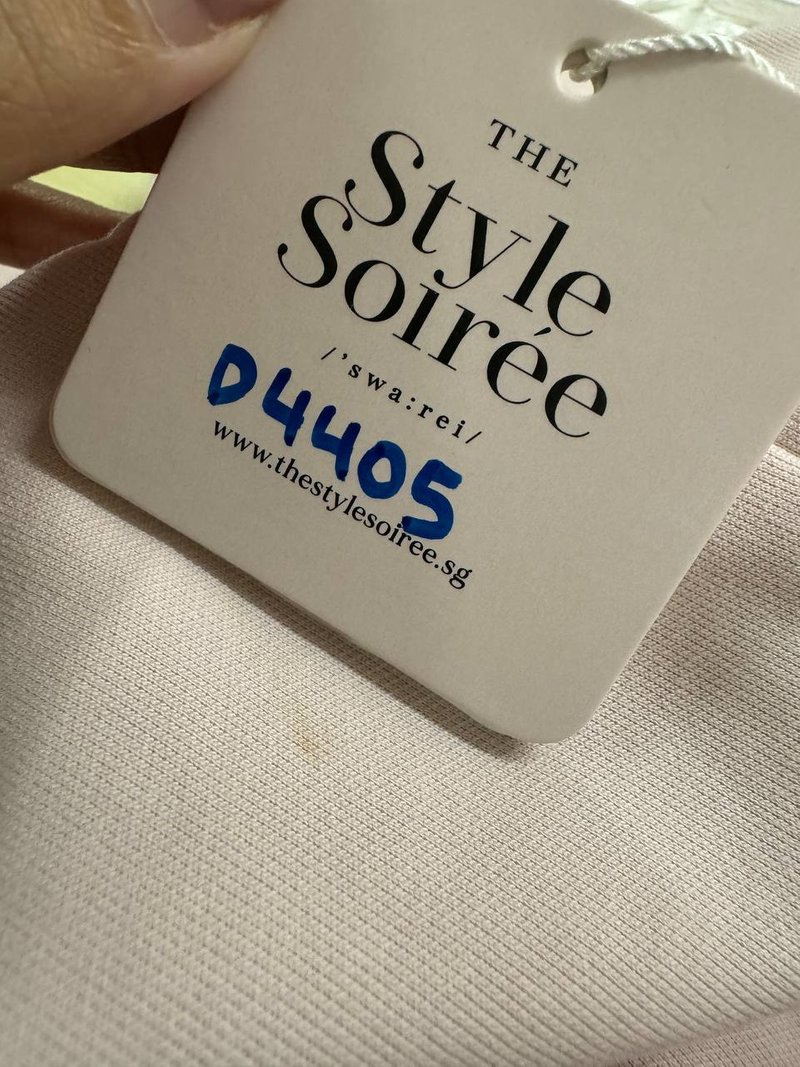 THE
Style
Soirée
/'swa:rei/
D4405
www.thestylesoiree.sg